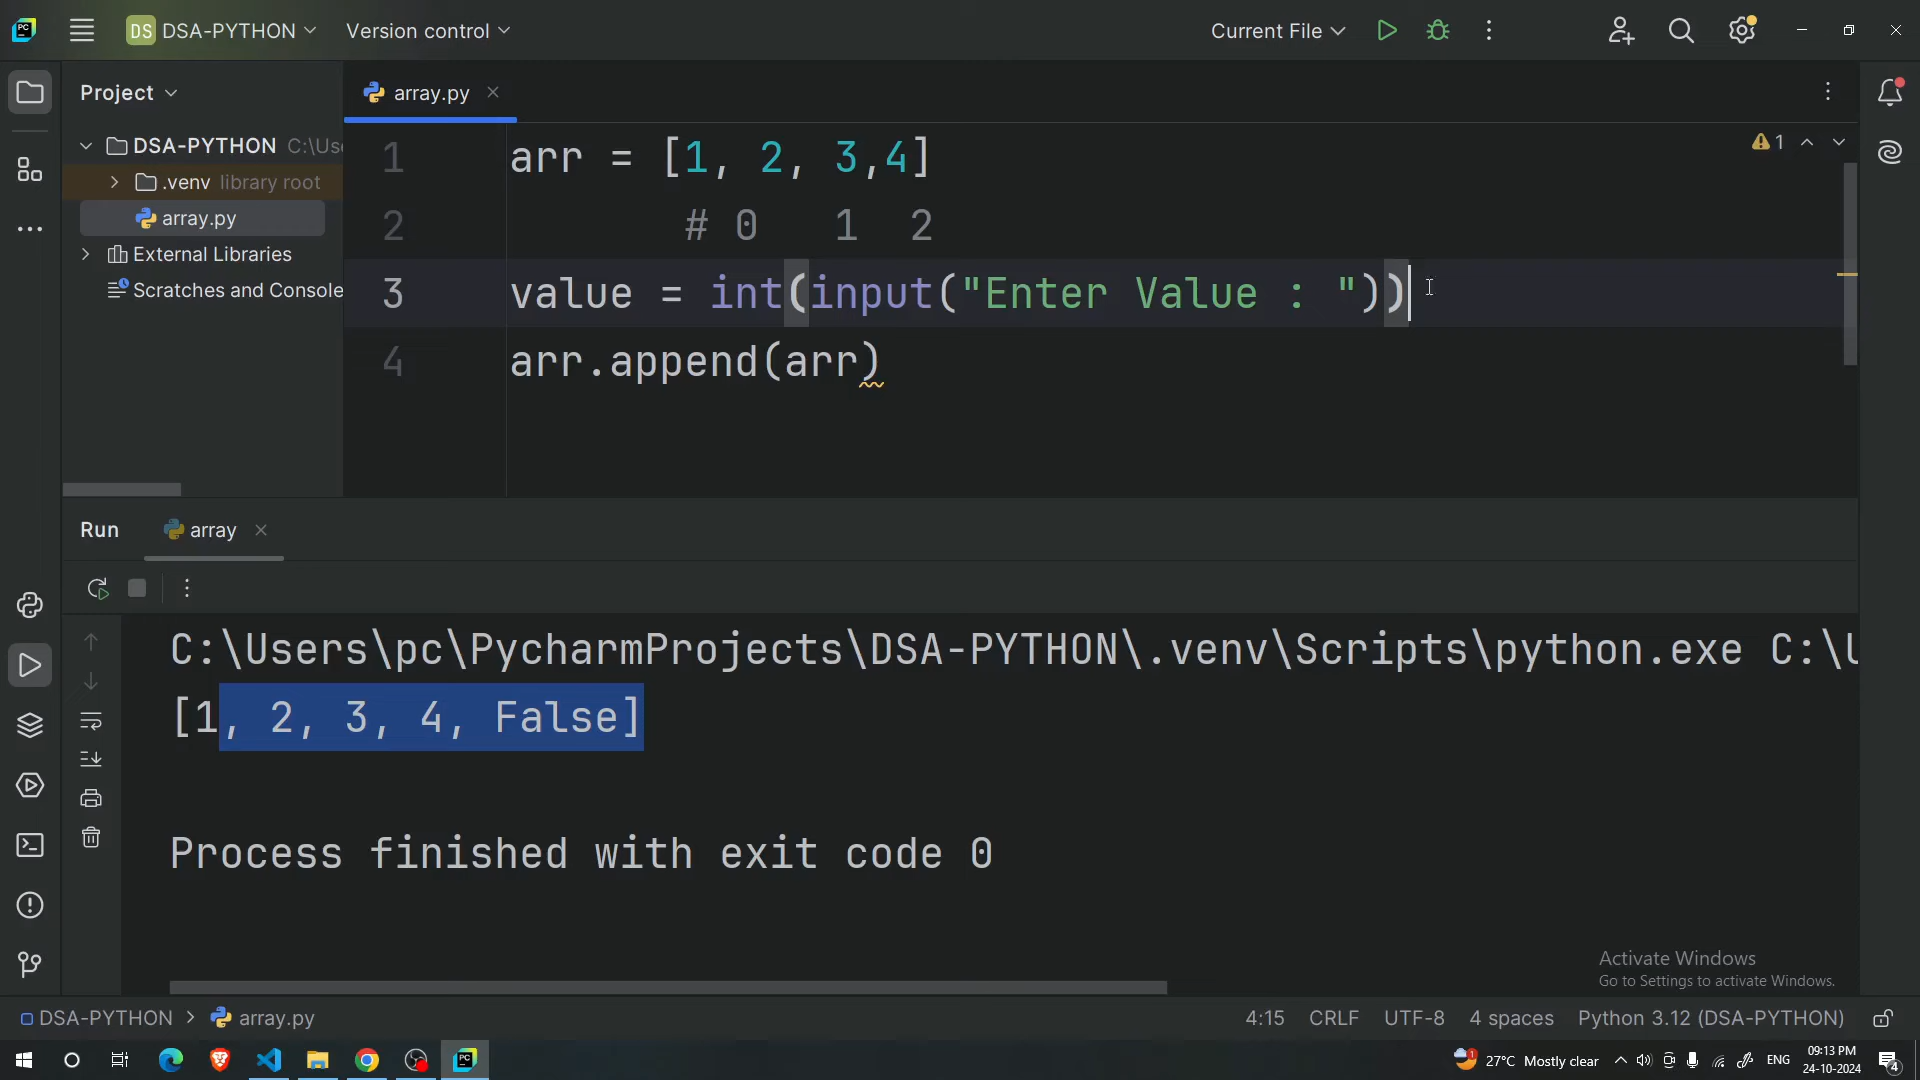 DS DSA-PYTHON Version control Current File
Project array.py
DSA-PYTHON C:\Use
.venv library root
array.py
External Libraries
Scratches and Console
1 arr = [1, 2, 3,4]
2 # 0 1 2
3 value = int(input("Enter Value : "))
4 arr.append(arr)
1
Run array
C:\Users\pc\PycharmProjects\DSA-PYTHON\.venv\Scripts\python.exe C:\U
[1, 2, 3, 4, False]
Process finished with exit code 0
Activate Windows
Go to Settings to activate Windows.
DSA-PYTHON > array.py 4:15 CRLF UTF-8 4 spaces Python 3.12 (DSA-PYTHON)
27°C Mostly clear ENG 09:13 PM
24-10-2024 4